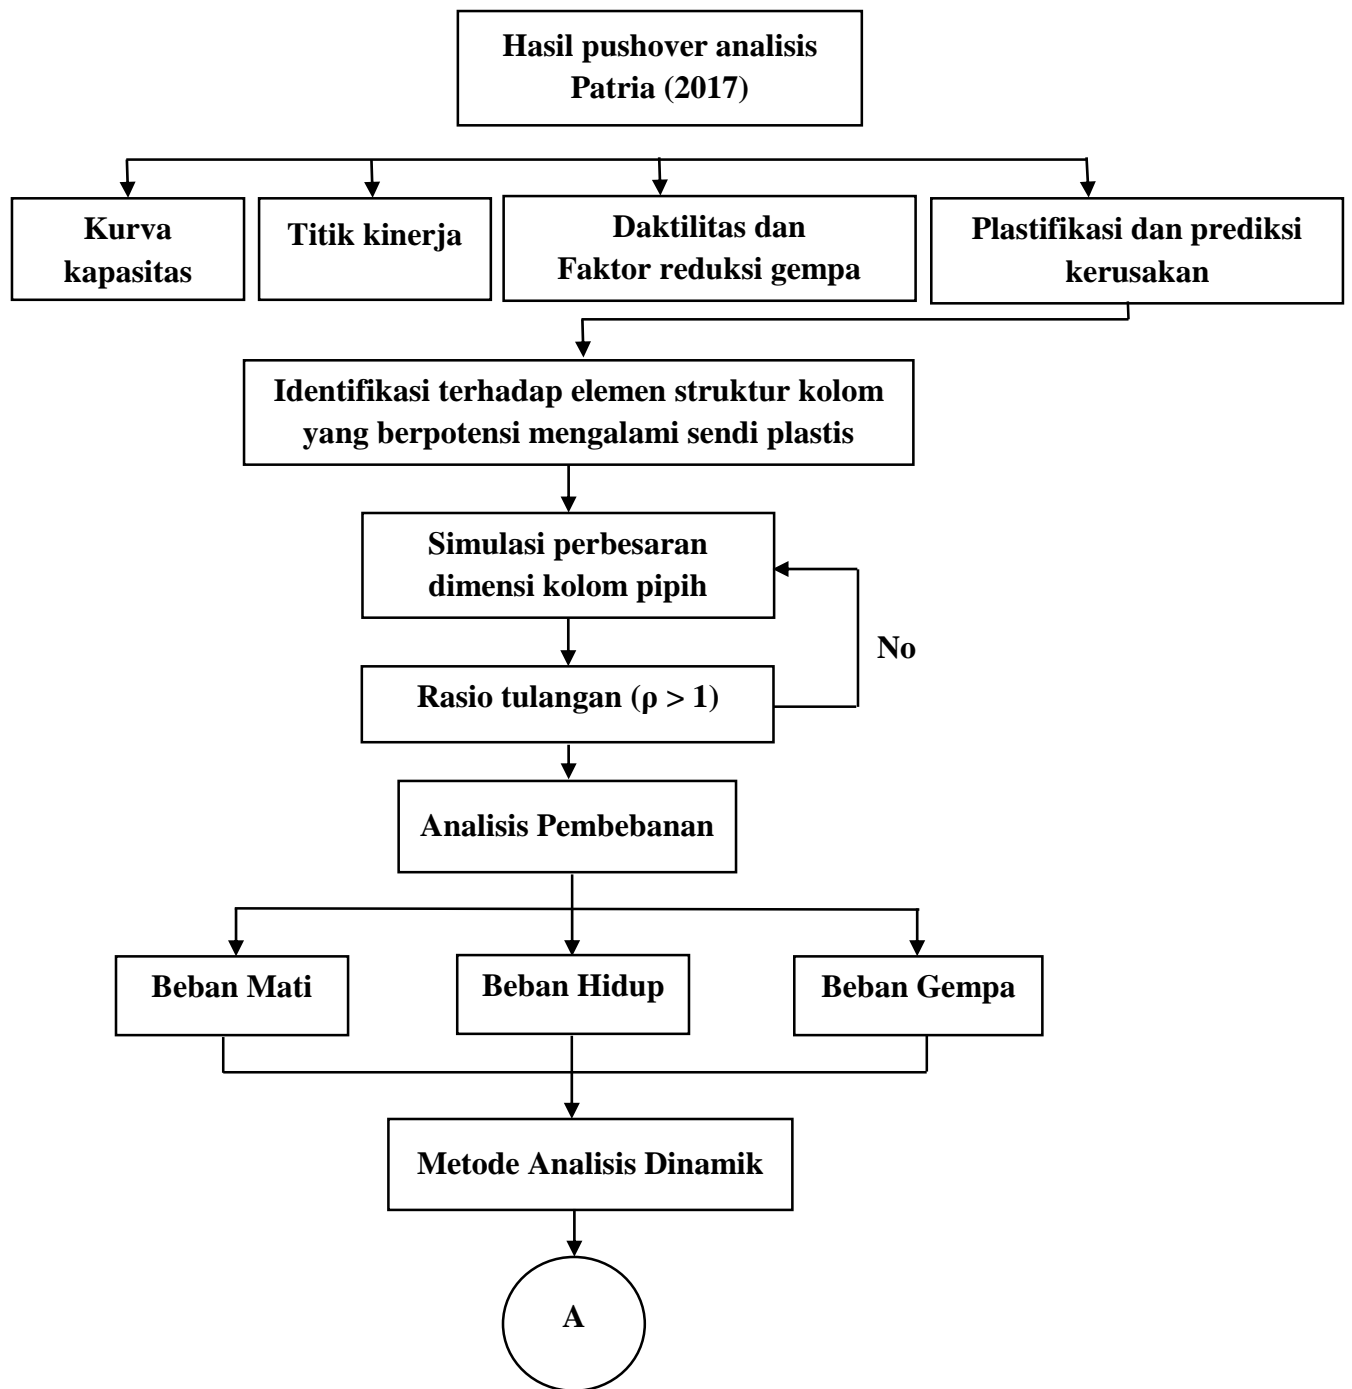 Hasil pushover analisis
Patria (2017)
Kurva
kapasitas
Titik kinerja
Daktilitas dan
Faktor reduksi gempa
Plastifikasi dan prediksi
kerusakan
Identifikasi terhadap elemen struktur kolom
yang berpotensi mengalami sendi plastis
Simulasi perbesaran
dimensi kolom pipih
No
Rasio tulangan (ρ > 1)
Analisis Pembebanan
Beban Mati
Beban Hidup
Beban Gempa
Metode Analisis Dinamik
A